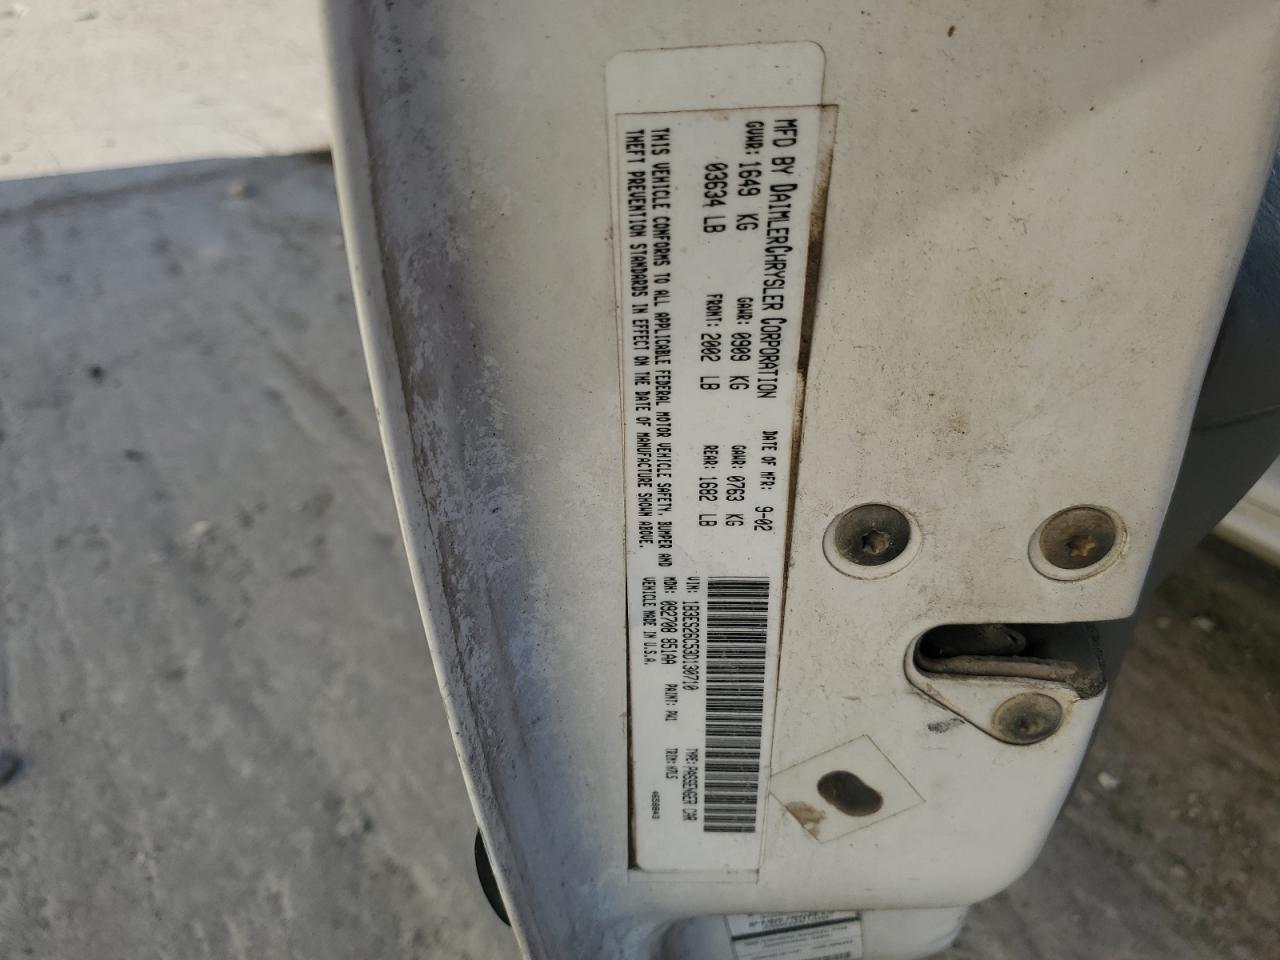 MFD BY DAIMLERCHRYSLER CORPORATION DATE OF MFR: 9-02
GVWR: 1649 KG GAWR: 0909 KG GAWR: 0763 KG
03634 LB FRONT: 2002 LB REAR: 1682 LB
THIS VEHICLE CONFORMS TO ALL APPLICABLE FEDERAL MOTOR VEHICLE SAFETY, BUMPER AND
THEFT PREVENTION STANDARDS IN EFFECT ON THE DATE OF MANUFACTURE SHOWN ABOVE.
VIN: 1B3ES26C53D130710 TYPE: PASSENGER CAR
MDH: 092708 851AA PAINT: PW1 TRIM: 
VEHICLE MADE IN U.S.A.